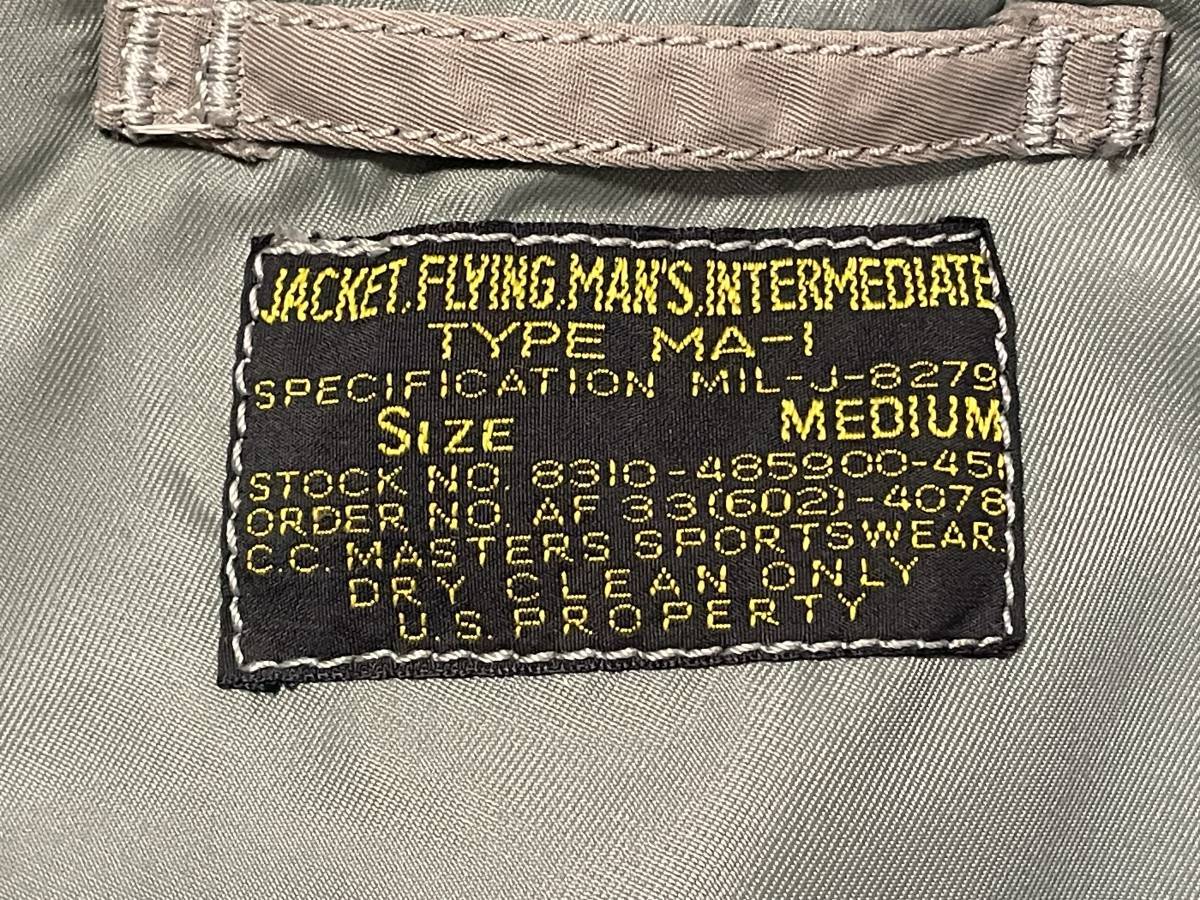 JACKET.FLYING.MAN'S.INTERMEDIATE
TYPE MA-1
SPECIFICATION MIL-J-8279
SIZE MEDIUM
STOCK NO. 8310-485900-45
ORDER NO. AF 33(602)-4078
C.C. MASTERS SPORTSWEAR.
DRY CLEAN ONLY
U.S. PROPERTY